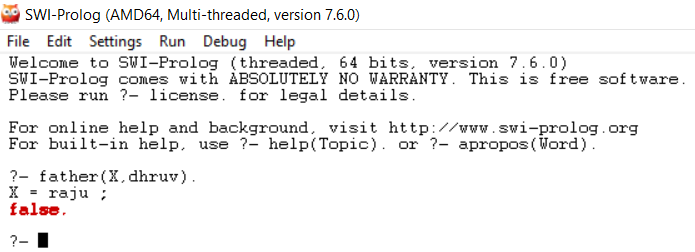 SWI-Prolog (AMD64, Multi-threaded, version 7.6.0)
File Edit Settings Run Debug Help
Welcome to SWI-Prolog (threaded, 64 bits, version 7.6.0)
SWI-Prolog comes with ABSOLUTELY NO WARRANTY. This is free software.
Please run ?- license. for legal details.
For online help and background, visit http://www.swi-prolog.org
For built-in help, use ?- help(Topic). or ?- apropos(Word).
?- father(X,dhruv).
X = raju ;
false.
?-